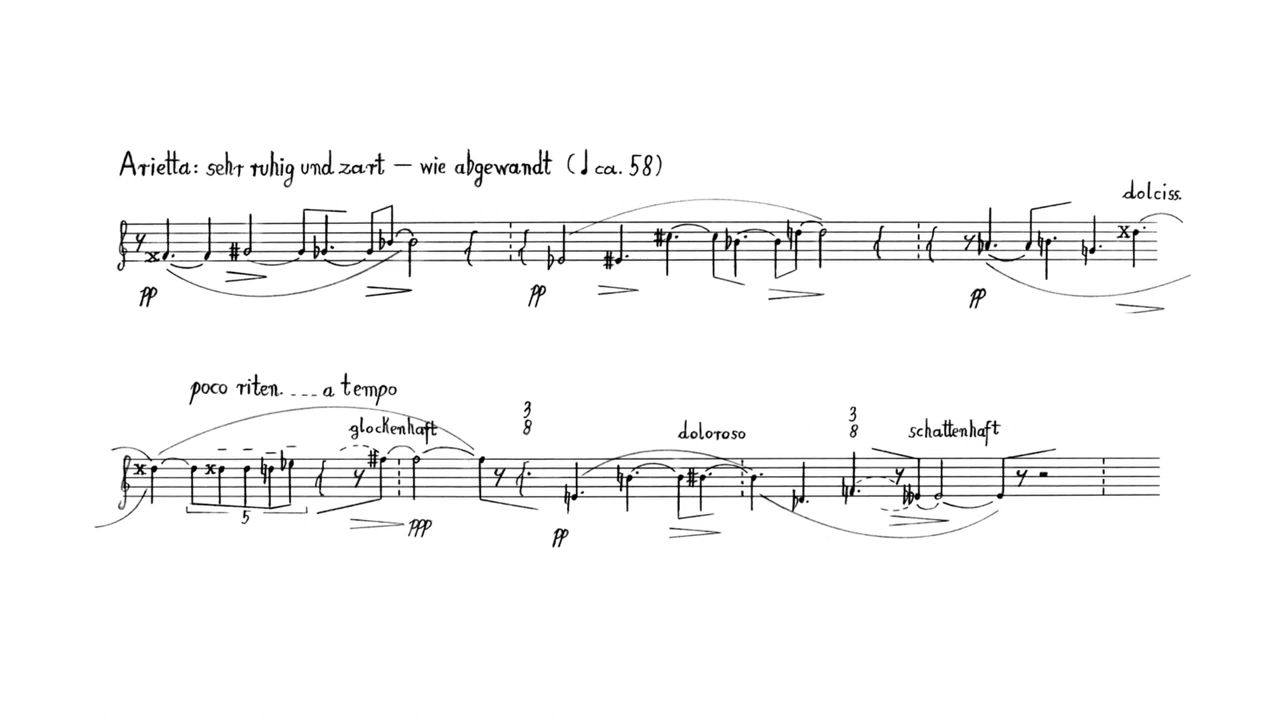 Arietta: sehr ruhig und zart — wie abgewandt (♩ ca. 58)
dolciss.
pp pp pp
poco riten. --- a tempo
3 3
8 8
glockenhaft doloroso schattenhaft
5 ppp pp